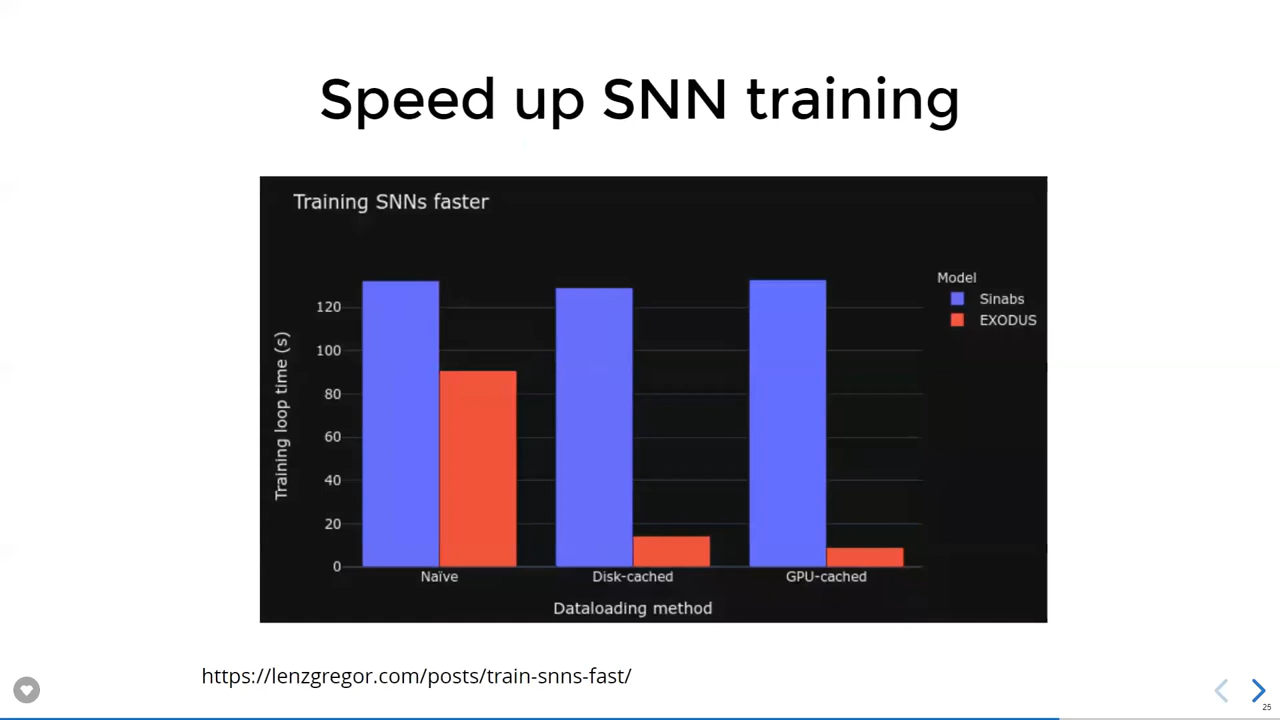 Speed up SNN training
Training SNNs faster
Model
Sinabs
EXODUS
Training loop time (s)
120
100
80
60
40
20
0
Naïve
Disk-cached
GPU-cached
Dataloading method
https://lenzgregor.com/posts/train-snns-fast/
25